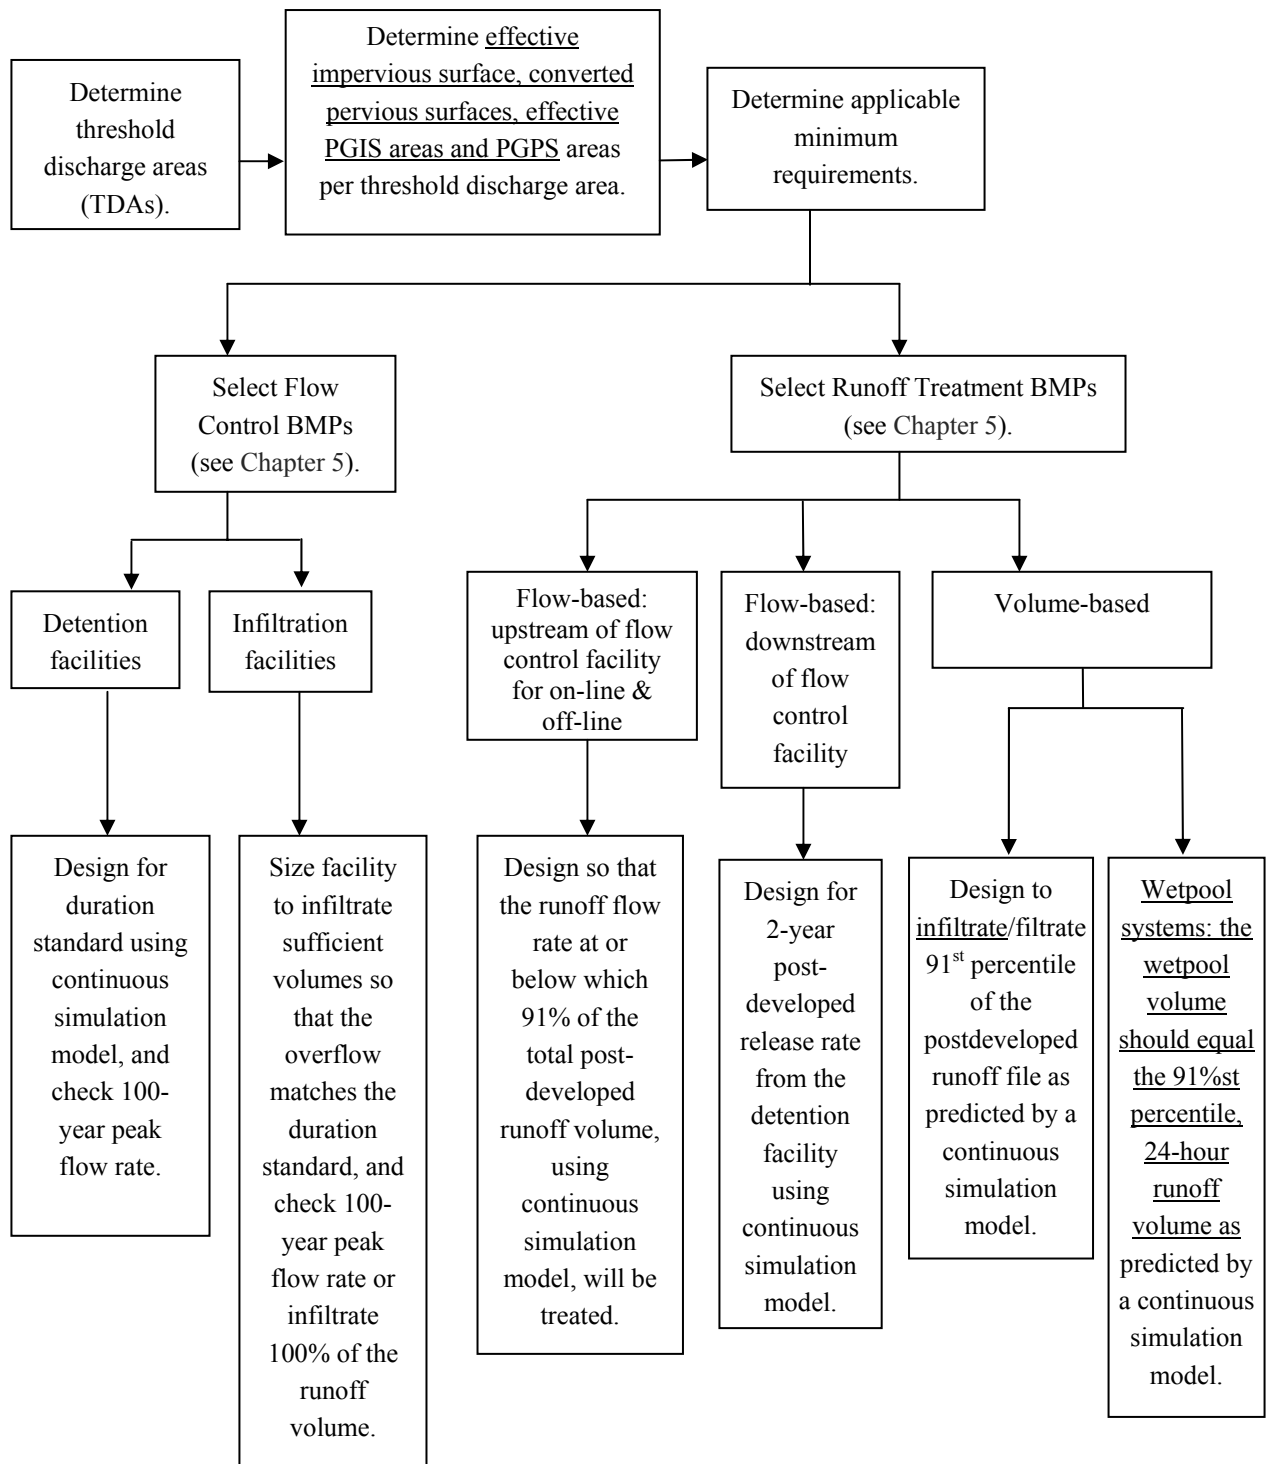 Determine
threshold
discharge areas
(TDAs).
Determine effective
impervious surface, converted
pervious surfaces, effective
PGIS areas and PGPS areas
per threshold discharge area.
Determine applicable
minimum
requirements.
Select Flow
Control BMPs
(see Chapter 5).
Select Runoff Treatment BMPs
(see Chapter 5).
Detention
facilities
Infiltration
facilities
Flow-based:
upstream of flow
control facility
for on-line &
off-line
Flow-based:
downstream
of flow
control
facility
Volume-based
Design for
duration
standard using
continuous
simulation
model, and
check 100-
year peak
flow rate.
Size facility
to infiltrate
sufficient
volumes so
that the
overflow
matches the
duration
standard, and
check 100-
year peak
flow rate or
infiltrate
100% of the
runoff
volume.
Design so that
the runoff flow
rate at or
below which
91% of the
total post-
developed
runoff volume,
using
continuous
simulation
model, will be
treated.
Design for
2-year
post-
developed
release rate
from the
detention
facility
using
continuous
simulation
model.
Design to
infiltrate/filtrate
91st percentile
of the
postdeveloped
runoff file as
predicted by a
continuous
simulation
model.
Wetpool
systems: the
wetpool
volume
should equal
the 91%st
percentile,
24-hour
runoff
volume as
predicted by
a continuous
simulation
model.